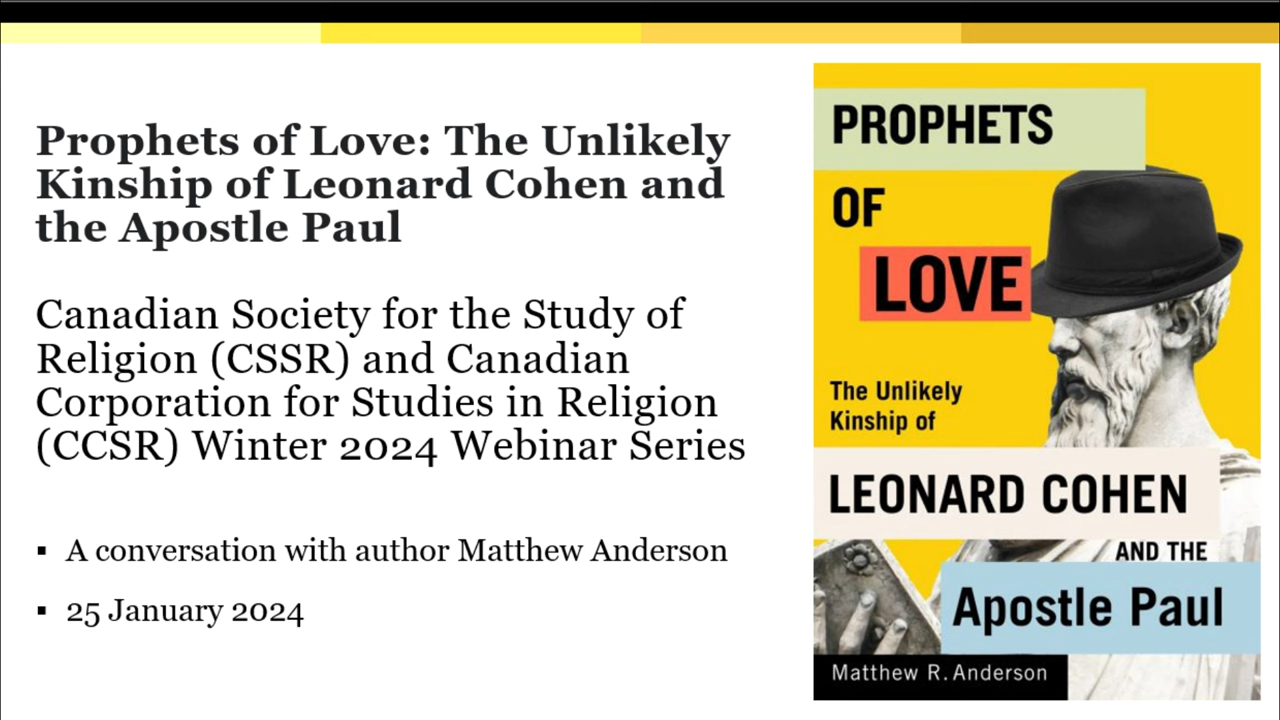 Prophets of Love: The Unlikely
Kinship of Leonard Cohen and
the Apostle Paul
Canadian Society for the Study of
Religion (CSSR) and Canadian
Corporation for Studies in Religion
(CCSR) Winter 2024 Webinar Series
▪ A conversation with author Matthew Anderson
▪ 25 January 2024
PROPHETS
OF
LOVE
The Unlikely
Kinship of
LEONARD COHEN
AND THE
Apostle Paul
Matthew R. Anderson